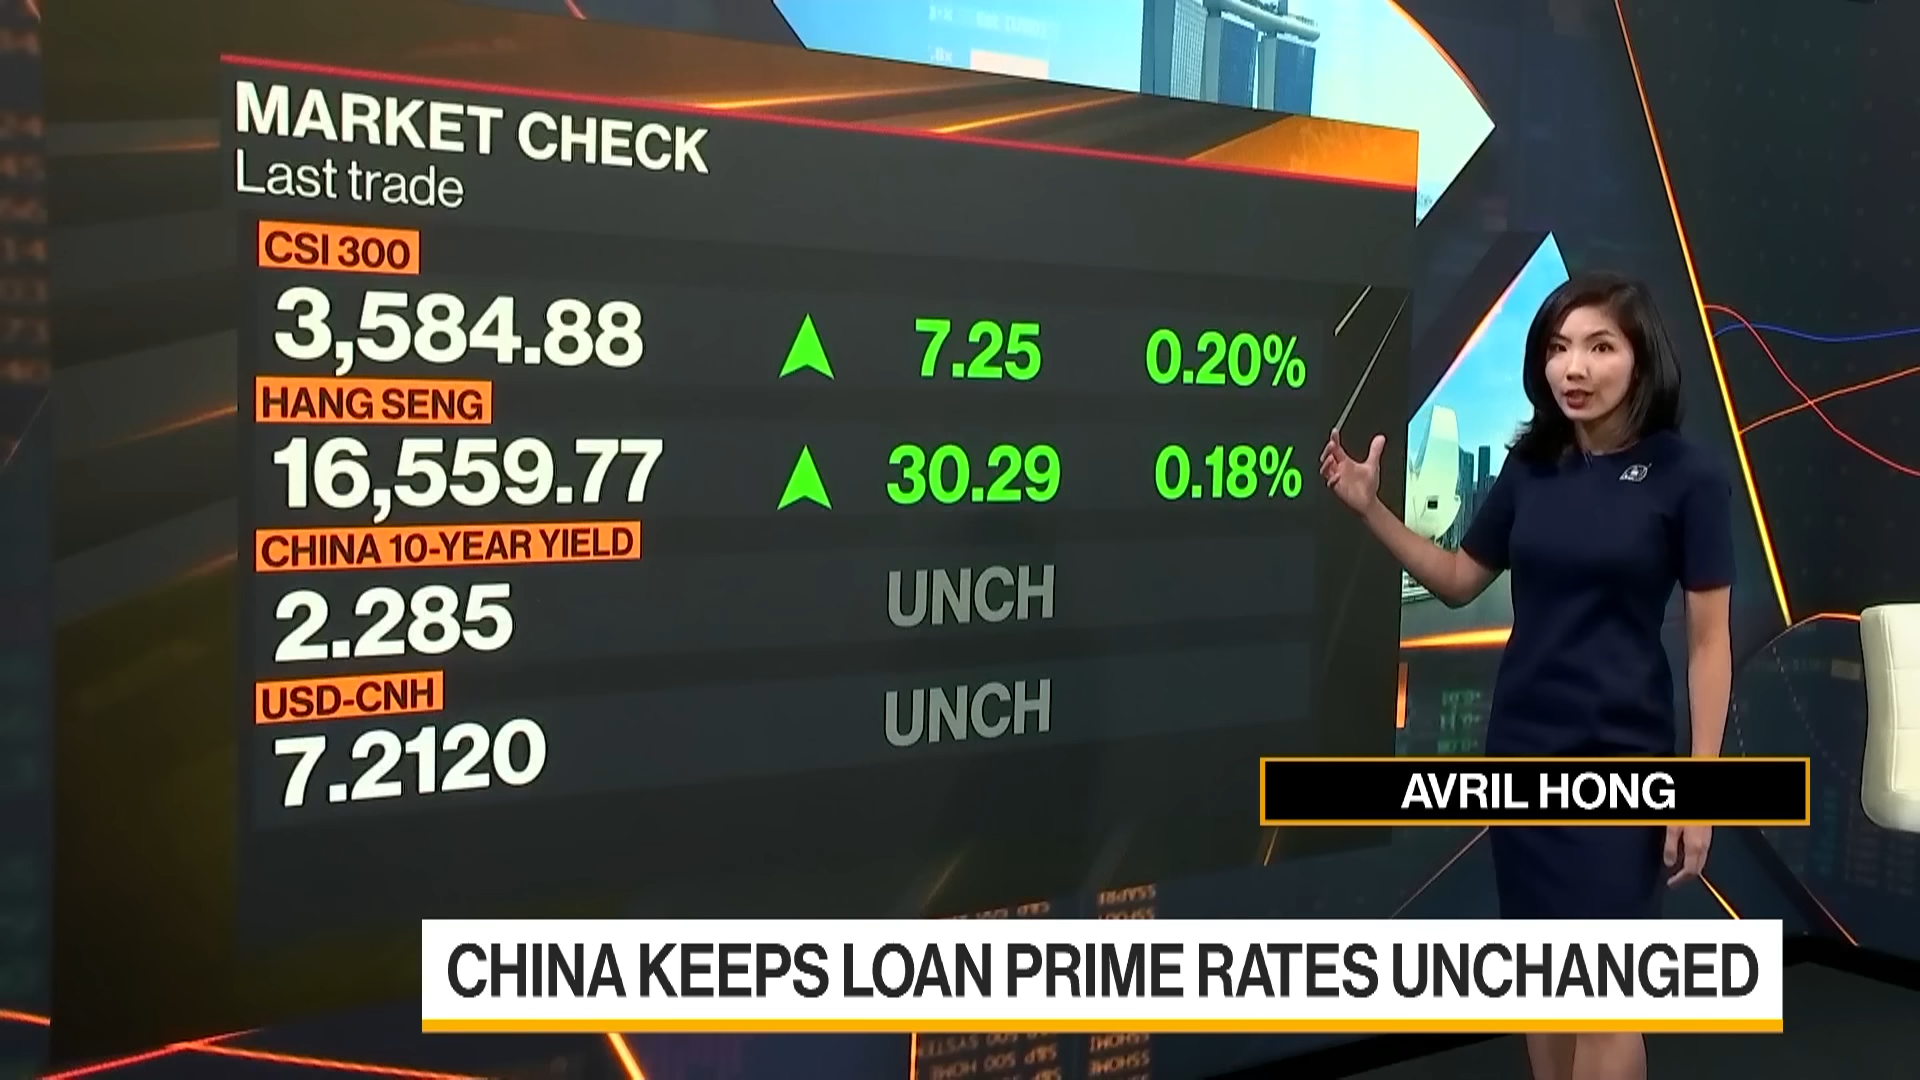 MARKET CHECK
Last trade
CSI 300
3,584.88 7.25 0.20%
HANG SENG
16,559.77 30.29 0.18%
CHINA 10-YEAR YIELD
2.285 UNCH
USD-CNH
7.2120 UNCH
AVRIL HONG
CHINA KEEPS LOAN PRIME RATES UNCHANGED